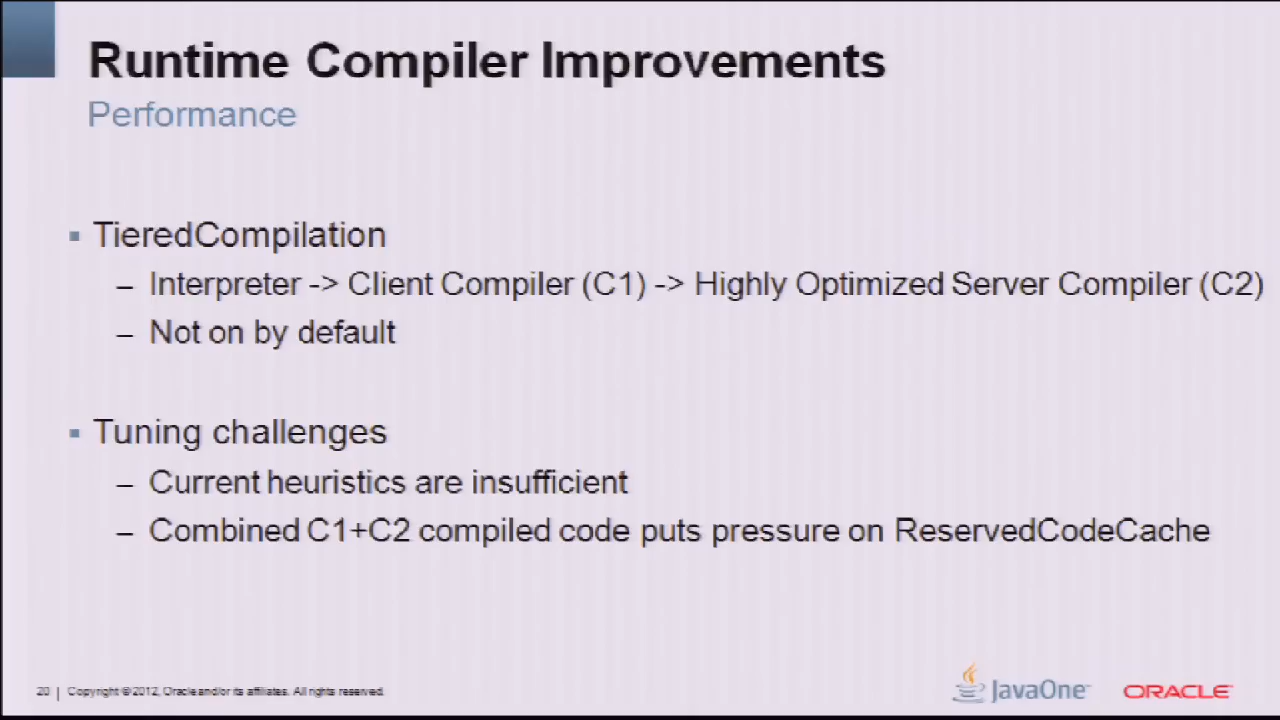 Runtime Compiler Improvements
Performance
▪ TieredCompilation
– Interpreter -> Client Compiler (C1) -> Highly Optimized Server Compiler (C2)
– Not on by default
▪ Tuning challenges
– Current heuristics are insufficient
– Combined C1+C2 compiled code puts pressure on ReservedCodeCache
20 | Copyright © 2012, Oracle and/or its affiliates. All rights reserved.
JavaOne™
ORACLE